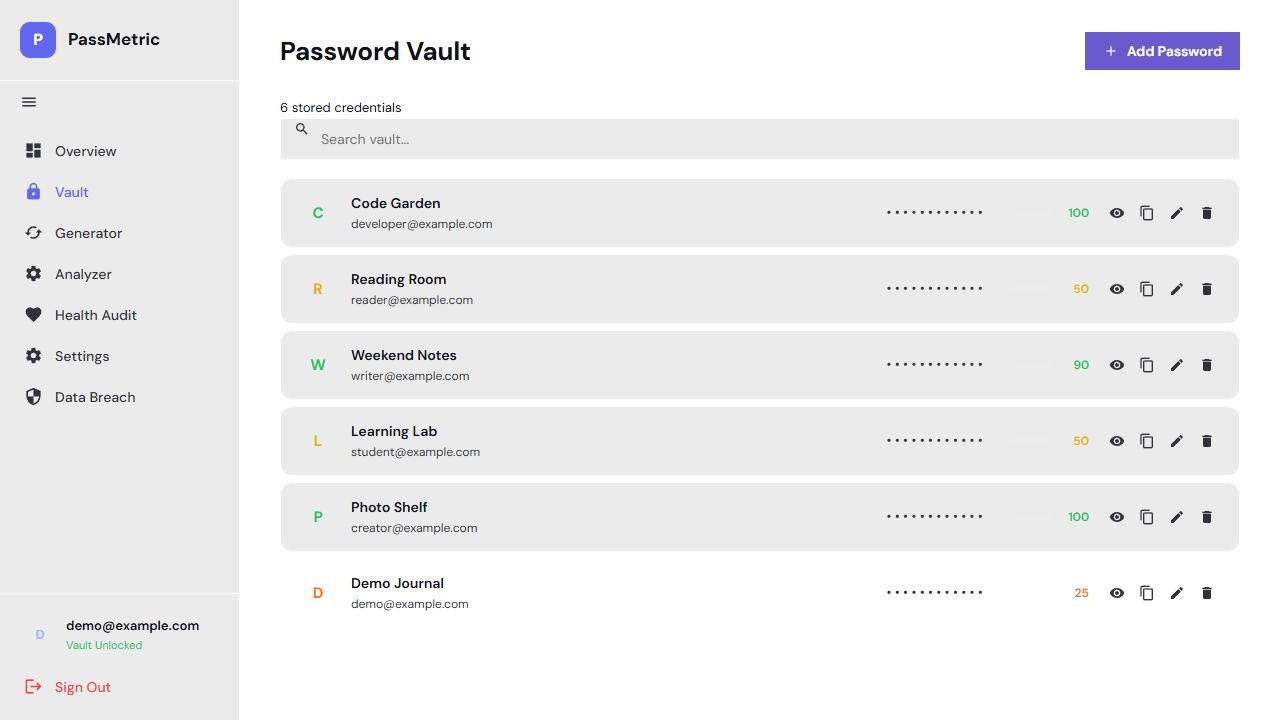 P PassMetric
Overview
Vault
Generator
Analyzer
Health Audit
Settings
Data Breach
D demo@example.com
Vault Unlocked
Sign Out
Password Vault
+ Add Password
6 stored credentials
Search vault...
C Code Garden
developer@example.com
•••••••••••• 100
R Reading Room
reader@example.com
•••••••••••• 50
W Weekend Notes
writer@example.com
•••••••••••• 90
L Learning Lab
student@example.com
•••••••••••• 50
P Photo Shelf
creator@example.com
•••••••••••• 100
D Demo Journal
demo@example.com
•••••••••••• 25